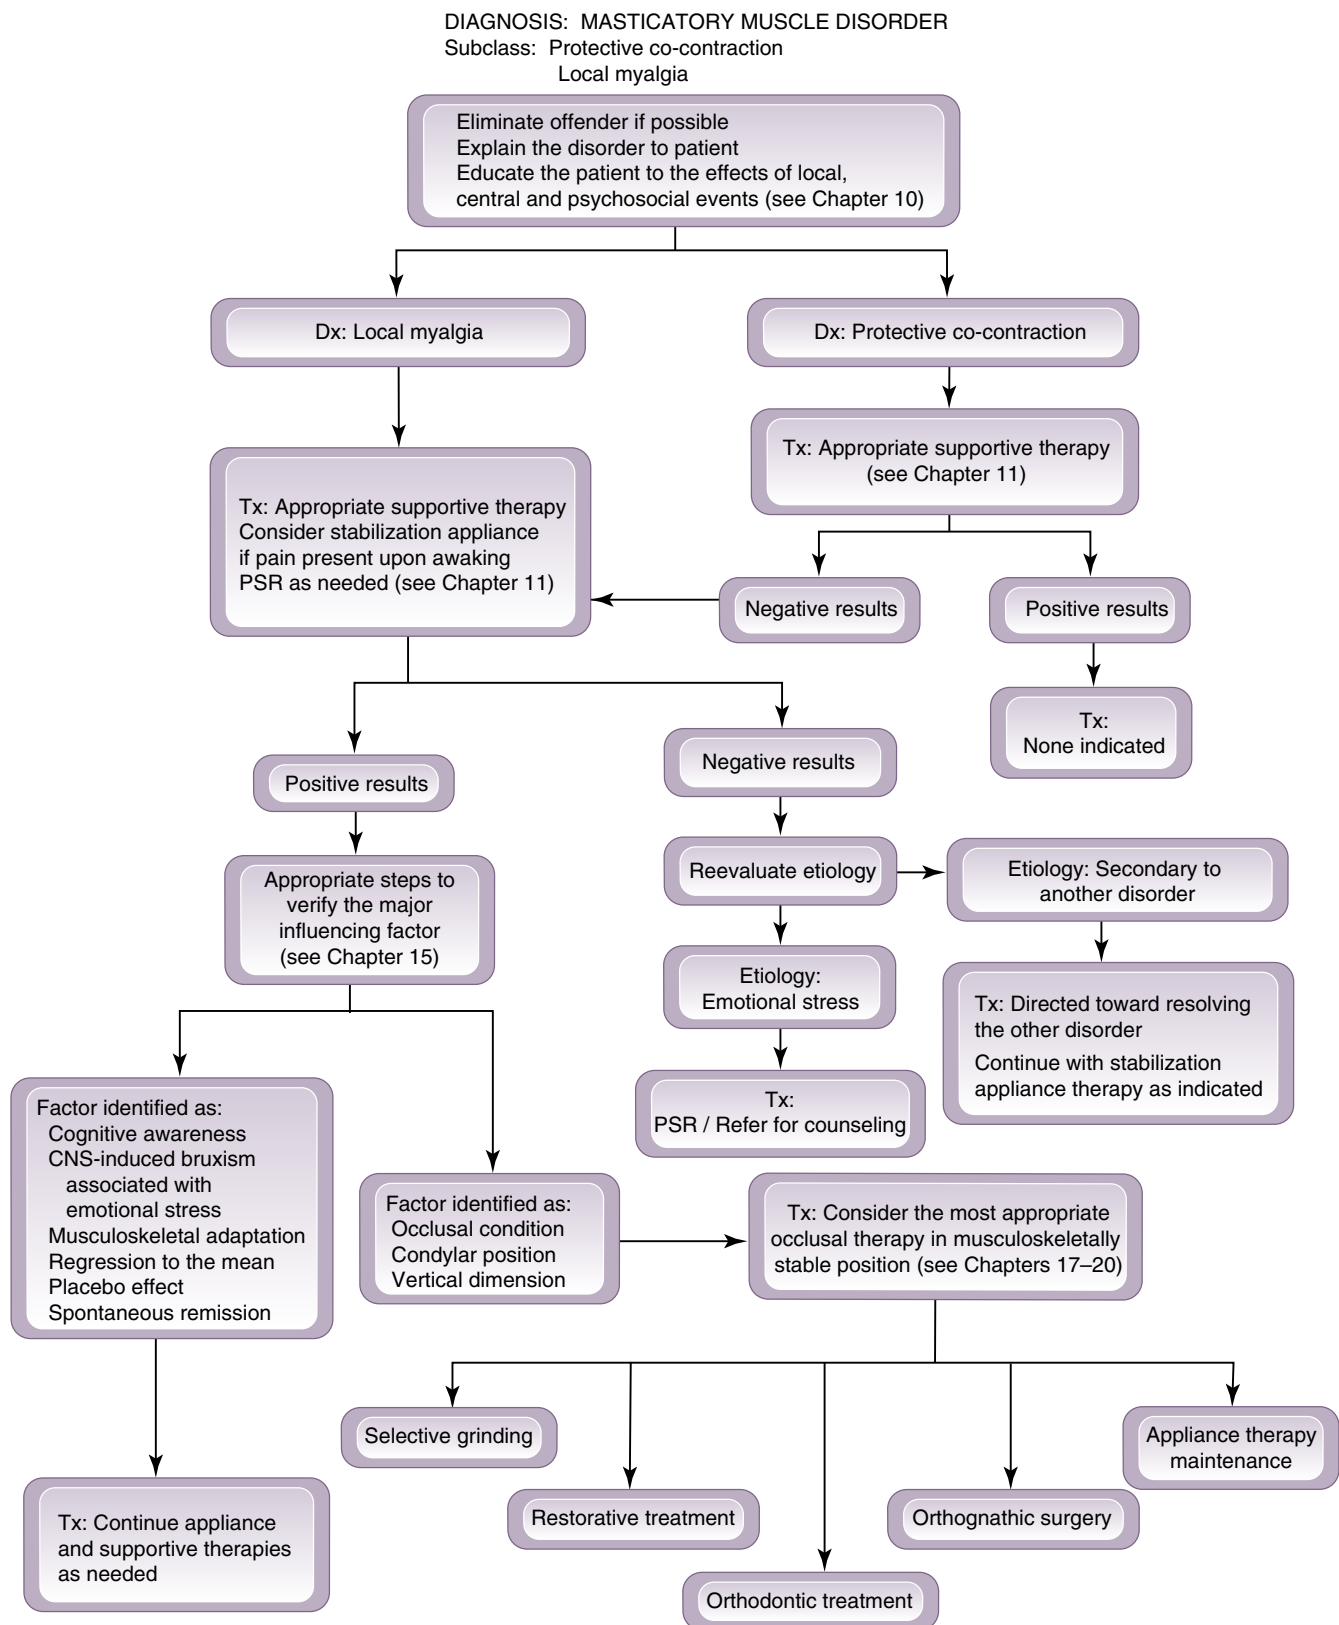 DIAGNOSIS: MASTICATORY MUSCLE DISORDER
Subclass: Protective co-contraction
Local myalgia
Eliminate offender if possible
Explain the disorder to patient
Educate the patient to the effects of local,
central and psychosocial events (see Chapter 10)
Dx: Local myalgia
Dx: Protective co-contraction
Tx: Appropriate supportive therapy
(see Chapter 11)
Tx: Appropriate supportive therapy
Consider stabilization appliance
if pain present upon awaking
PSR as needed (see Chapter 11)
Negative results
Positive results
Tx:
None indicated
Positive results
Negative results
Appropriate steps to
verify the major
influencing factor
(see Chapter 15)
Reevaluate etiology
Etiology: Secondary to
another disorder
Etiology:
Emotional stress
Tx: Directed toward resolving
the other disorder
Continue with stabilization
appliance therapy as indicated
Tx:
PSR / Refer for counseling
Factor identified as:
Cognitive awareness
CNS-induced bruxism
associated with
emotional stress
Musculoskeletal adaptation
Regression to the mean
Placebo effect
Spontaneous remission
Factor identified as:
Occlusal condition
Condylar position
Vertical dimension
Tx: Consider the most appropriate
occlusal therapy in musculoskeletally
stable position (see Chapters 17–20)
Selective grinding
Appliance therapy
maintenance
Restorative treatment
Orthognathic surgery
Tx: Continue appliance
and supportive therapies
as needed
Orthodontic treatment